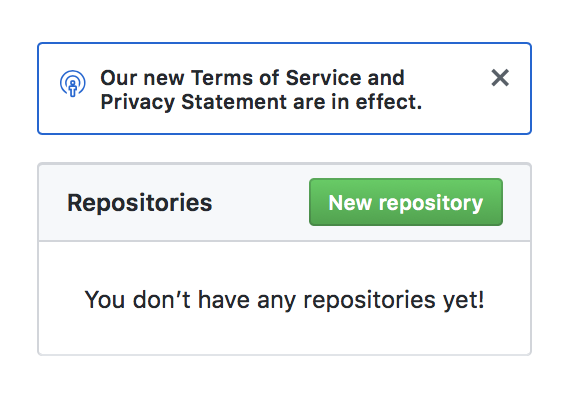 Our new Terms of Service and
Privacy Statement are in effect.
Repositories
New repository
You don’t have any repositories yet!